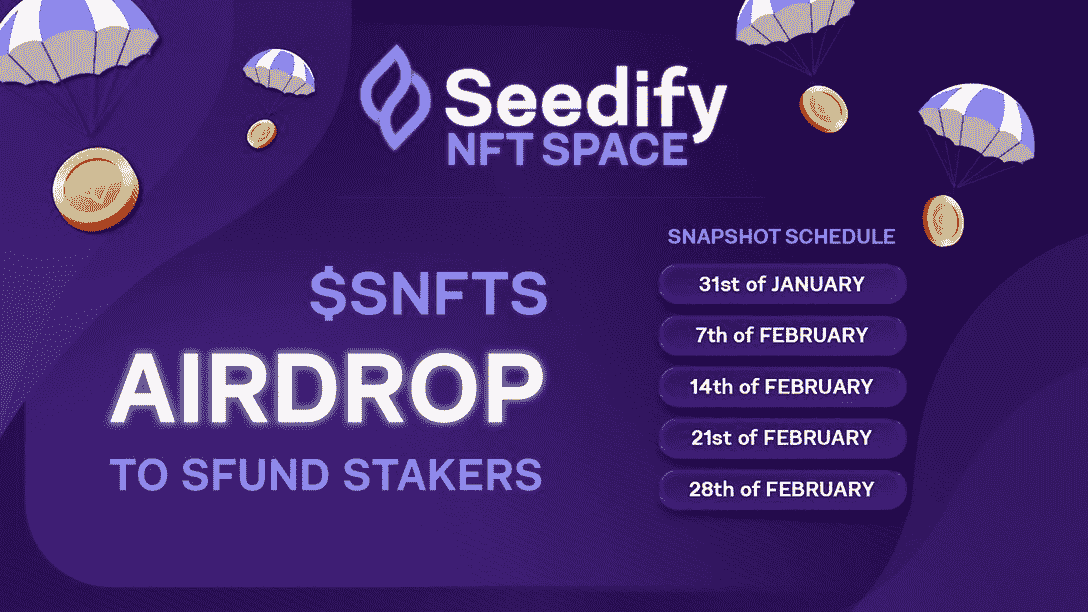 Seedify
NFT SPACE
$SNFTS
AIRDROP
TO SFUND STAKERS
SNAPSHOT SCHEDULE
31st of JANUARY
7th of FEBRUARY
14th of FEBRUARY
21st of FEBRUARY
28th of FEBRUARY